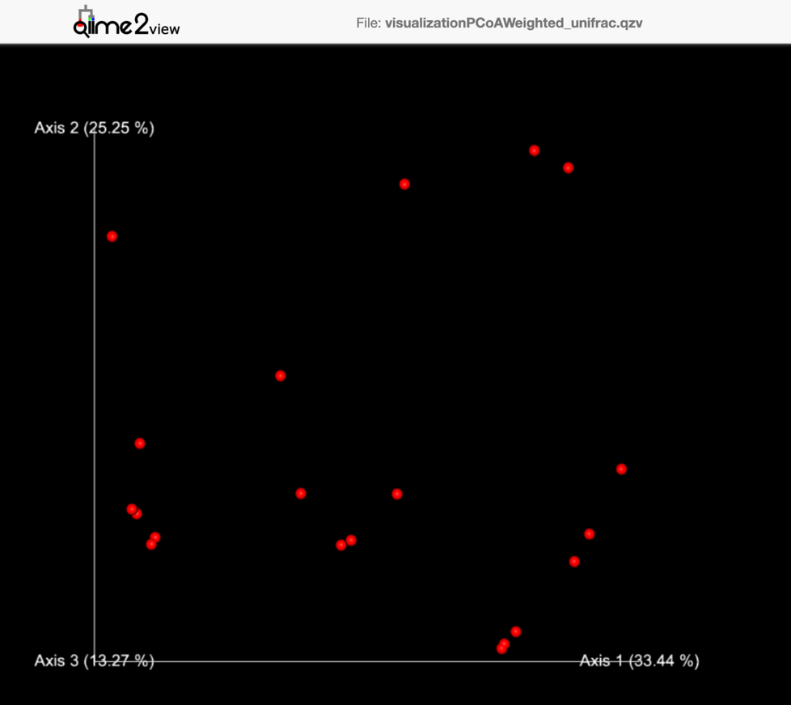 qiime2view
File: visualizationPCoAWeighted_unifrac.qzv
Axis 2 (25.25 %)
Axis 3 (13.27 %)
Axis 1 (33.44 %)